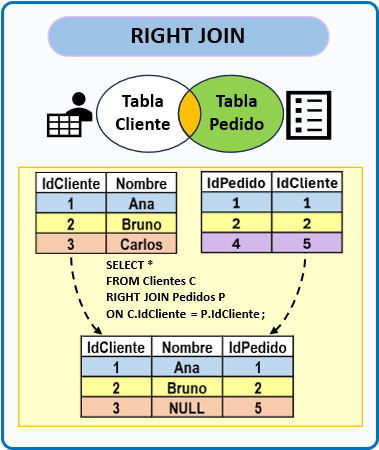 RIGHT JOIN
Tabla Cliente
Tabla Pedido
IdCliente Nombre
1 Ana
2 Bruno
3 Carlos
IdPedido IdCliente
1 1
2 2
4 5
SELECT *
FROM Clientes C
RIGHT JOIN Pedidos P
ON C.IdCliente = P.IdCliente;
IdCliente Nombre IdPedido
1 Ana 1
2 Bruno 2
3 NULL 5